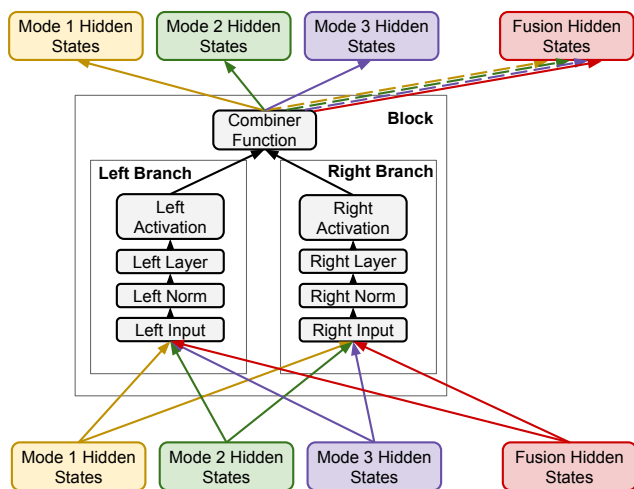 Mode 1 Hidden
States
Mode 2 Hidden
States
Mode 3 Hidden
States
Fusion Hidden
States
Block
Combiner
Function
Left Branch
Right Branch
Left
Activation
Right
Activation
Left Layer
Right Layer
Left Norm
Right Norm
Left Input
Right Input
Mode 1 Hidden
States
Mode 2 Hidden
States
Mode 3 Hidden
States
Fusion Hidden
States